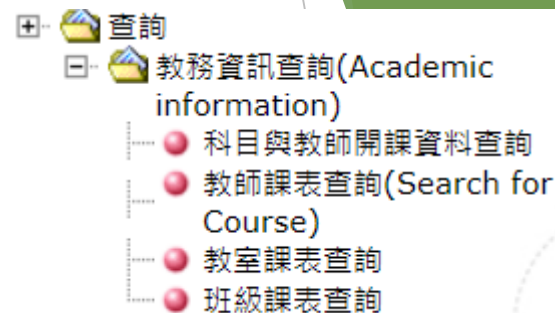 查詢
教務資訊查詢(Academic
information)
科目與教師開課資料查詢
教師課表查詢(Search for
Course)
教室課表查詢
班級課表查詢